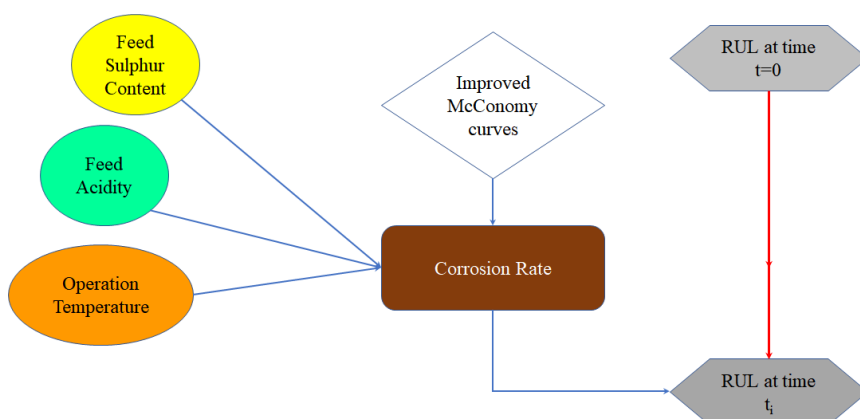 Feed
Sulphur
Content
Improved
McConomy
curves
RUL at time
t=0
Feed
Acidity
Corrosion Rate
Operation
Temperature
RUL at time
tᵢ